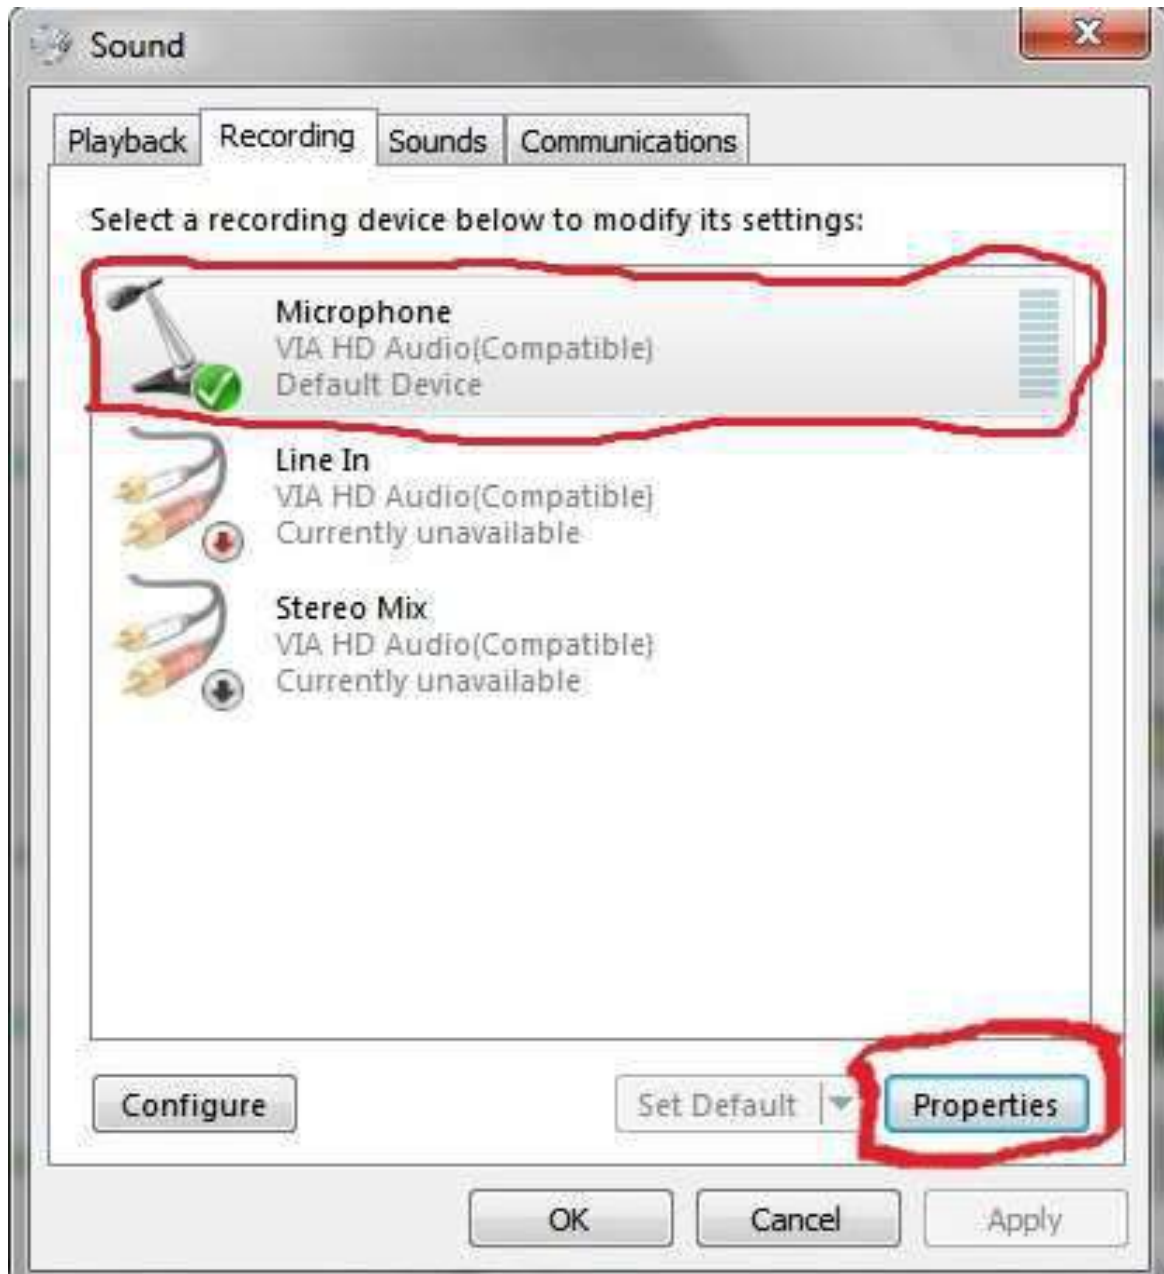 Sound
Playback
Recording
Sounds
Communications
Select a recording device below to modify its settings:
Microphone
VIA HD Audio(Compatible)
Default Device
Line In
VIA HD Audio(Compatible)
Currently unavailable
Stereo Mix
VIA HD Audio(Compatible)
Currently unavailable
Configure
Set Default
Properties
OK
Cancel
Apply